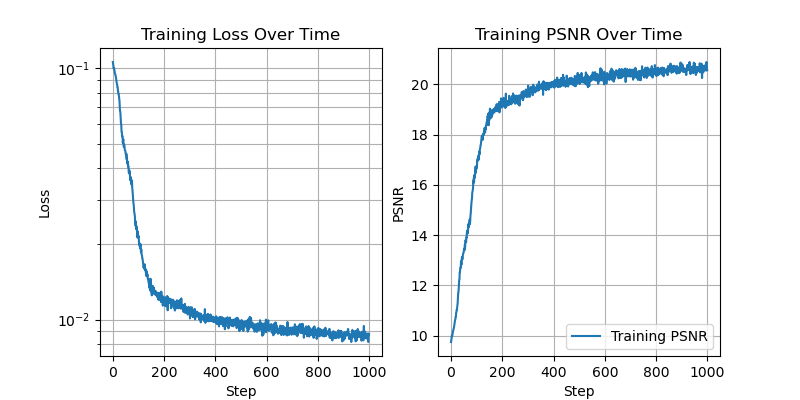 Training Loss Over Time
Loss
10⁻¹
10⁻²
0 200 400 600 800 1000
Step
Training PSNR Over Time
PSNR
20
18
16
14
12
10
Training PSNR
0 200 400 600 800 1000
Step